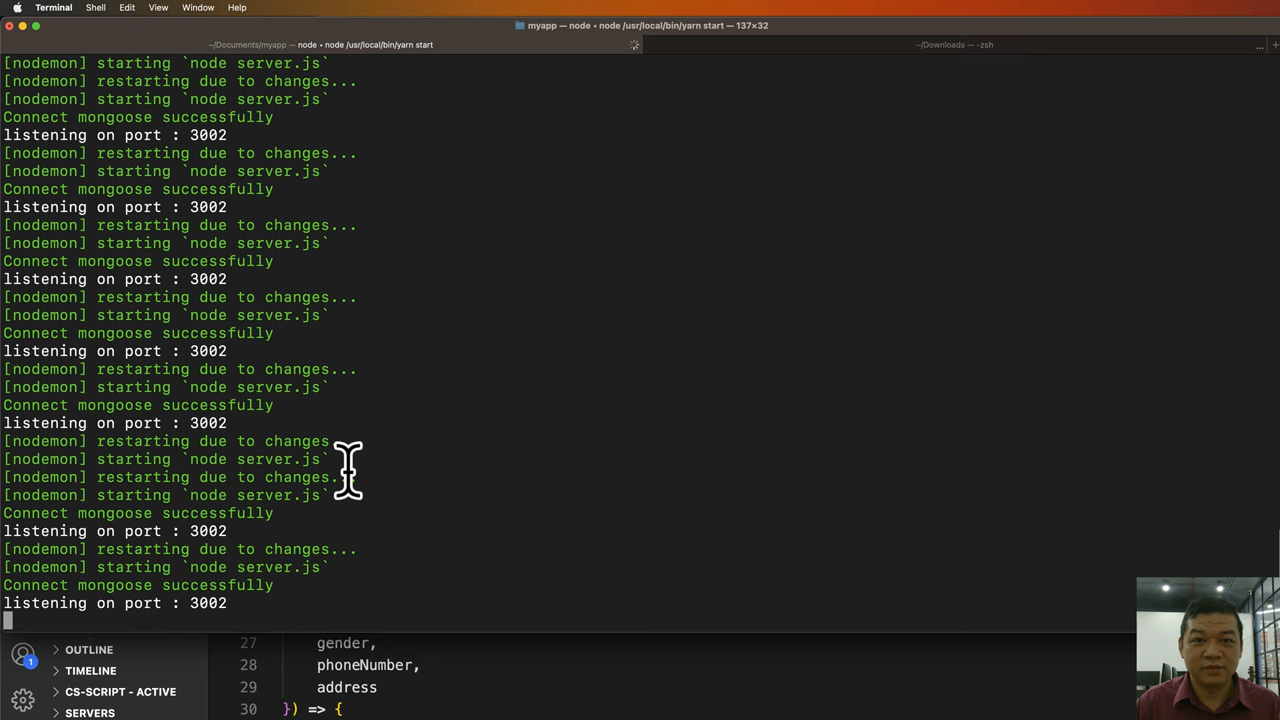 Terminal Shell Edit View Window Help
myapp — node • node /usr/local/bin/yarn start — 137×32
~/Documents/myapp — node • node /usr/local/bin/yarn start
~/Downloads — -zsh
...
[nodemon] starting `node server.js`
[nodemon] restarting due to changes...
[nodemon] starting `node server.js`
Connect mongoose successfully
listening on port : 3002
[nodemon] restarting due to changes...
[nodemon] starting `node server.js`
Connect mongoose successfully
listening on port : 3002
[nodemon] restarting due to changes...
[nodemon] starting `node server.js`
Connect mongoose successfully
listening on port : 3002
[nodemon] restarting due to changes...
[nodemon] starting `node server.js`
Connect mongoose successfully
listening on port : 3002
[nodemon] restarting due to changes...
[nodemon] starting `node server.js`
Connect mongoose successfully
listening on port : 3002
[nodemon] restarting due to changes
[nodemon] starting `node server.js`
[nodemon] restarting due to changes...
[nodemon] starting `node server.js`
Connect mongoose successfully
listening on port : 3002
[nodemon] restarting due to changes...
[nodemon] starting `node server.js`
Connect mongoose successfully
listening on port : 3002
1
OUTLINE
TIMELINE
CS-SCRIPT - ACTIVE
SERVERS
27 gender,
28 phoneNumber,
29 address
30 }) => {